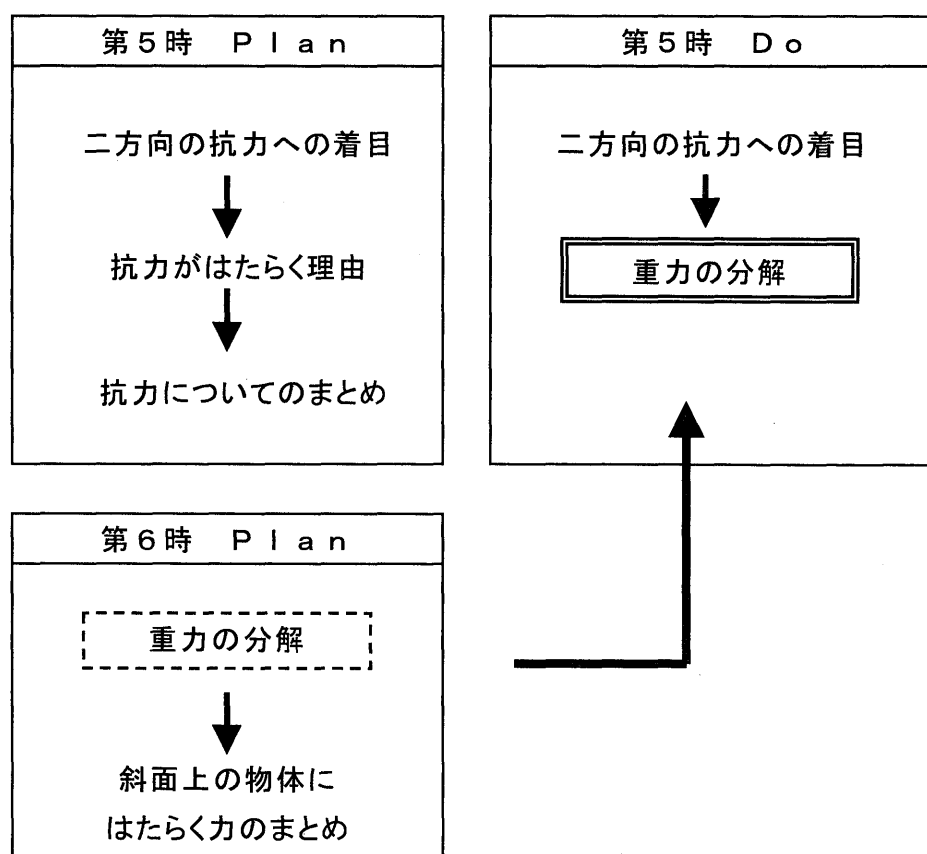 第5時 Plan
二方向の抗力への着目
抗力がはたらく理由
抗力についてのまとめ
第5時 Do
二方向の抗力への着目
重力の分解
第6時 Plan
重力の分解
斜面上の物体に
はたらく力のまとめ